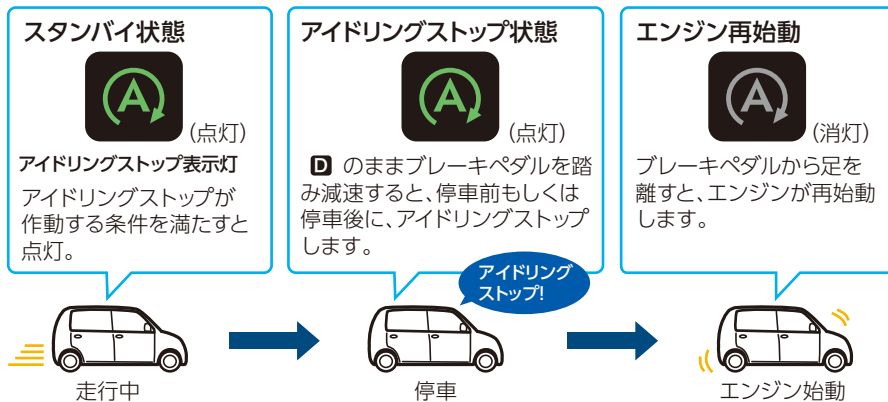 スタンバイ状態
A
(点灯)
アイドリングストップ表示灯
アイドリングストップが
作動する条件を満たすと
点灯。
アイドリングストップ状態
A
(点灯)
D のままブレーキペダルを踏
み減速すると、停車前もしくは
停車後に、アイドリングストップ
します。
エンジン再始動
A
(消灯)
ブレーキペダルから足を
離すと、エンジンが再始動
します。
アイドリング
ストップ!
走行中
停車
エンジン始動